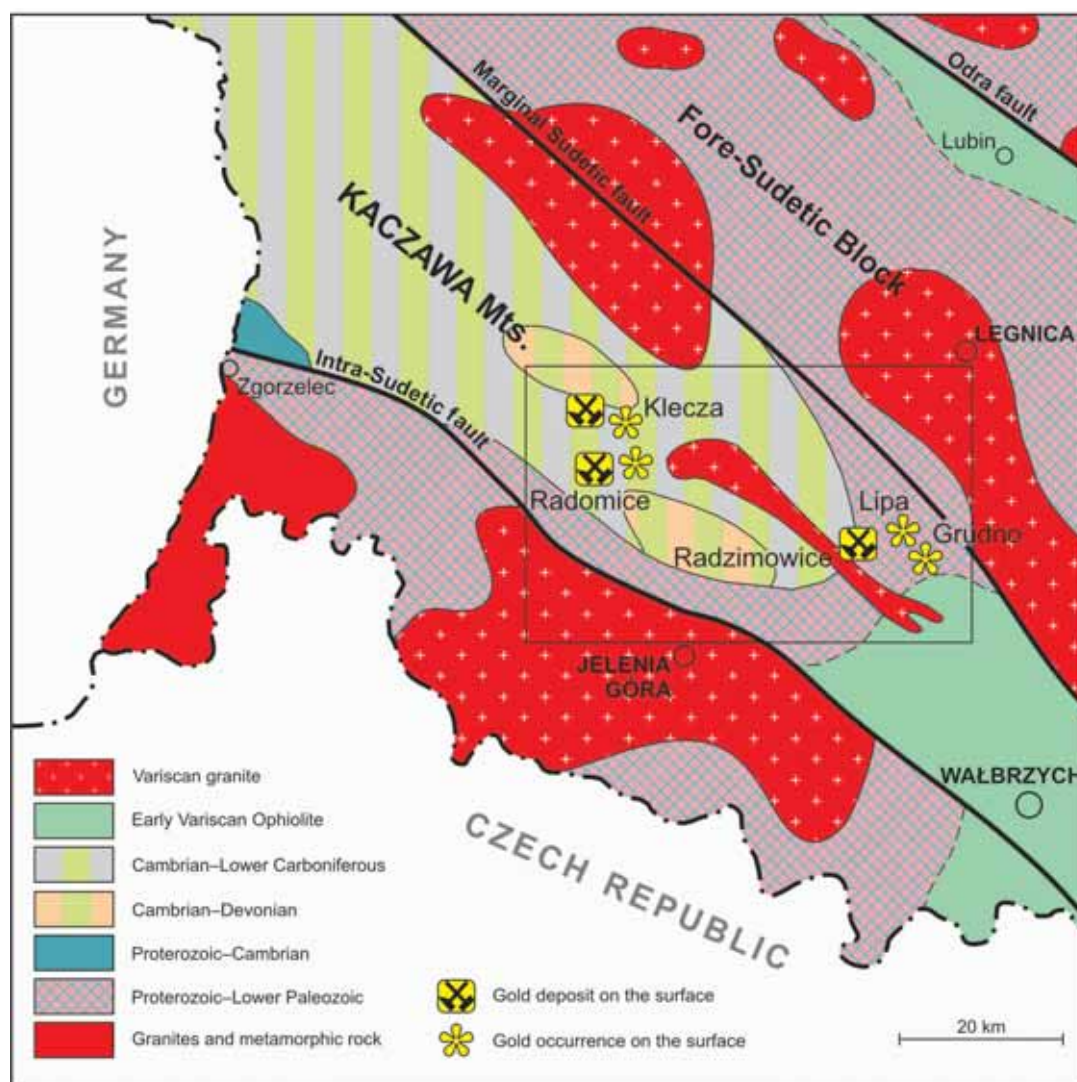 Odra fault
Lubin
Marginal Sudetic fault
Fore-Sudetic Block
KACZAWA Mts.
GERMANY
LEGNICA
Intra-Sudetic fault
Zgorzelec
Klecza
Radomice
Lipa
Grudno
Radzimowice
JELENIA
GÓRA
WAŁBRZYCH
CZECH REPUBLIC
Variscan granite
Early Variscan Ophiolite
Cambrian–Lower Carboniferous
Cambrian–Devonian
Proterozoic–Cambrian
Proterozoic–Lower Paleozoic
Granites and metamorphic rock
Gold deposit on the surface
Gold occurrence on the surface
20 km